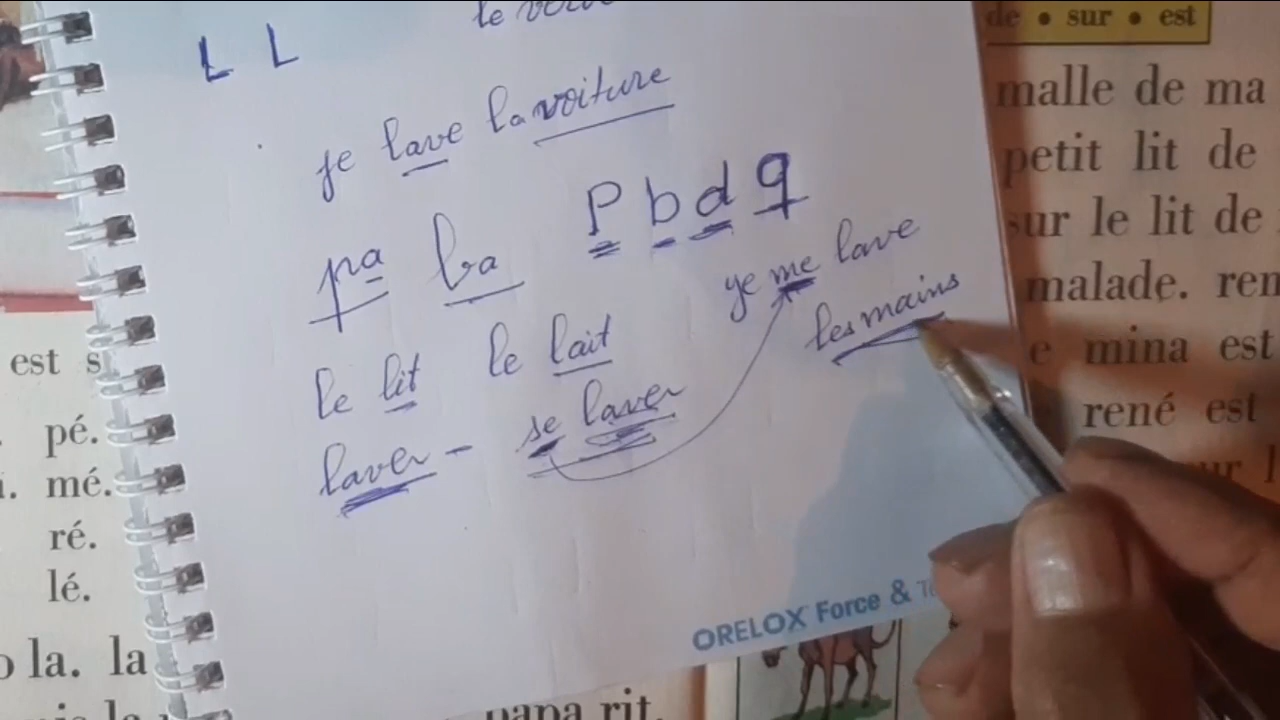 le
L L
je lave la voiture
p b d q
pa ba
je me lave
les mains
le lit le lait
laver - se laver
ORELOX Force &
de • sur • est
malle de ma
petit lit de
sur le lit de
malade. ren
e mina est
rené est
est s
pé.
mé.
ré.
lé.
la. la
papa rit.